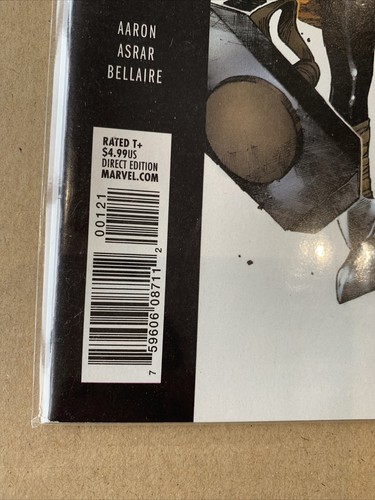 AARON
ASRAR
BELLAIRE
RATED T+
$4.99US
DIRECT EDITION
MARVEL.COM
00121
7 59606 08711 2